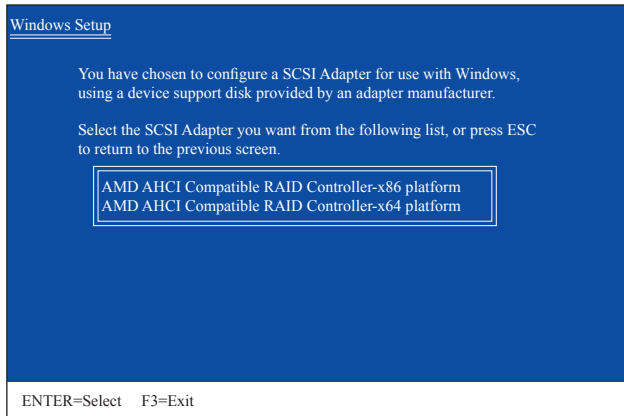 Windows Setup
You have chosen to configure a SCSI Adapter for use with Windows,
using a device support disk provided by an adapter manufacturer.
Select the SCSI Adapter you want from the following list, or press ESC
to return to the previous screen.
AMD AHCI Compatible RAID Controller-x86 platform
AMD AHCI Compatible RAID Controller-x64 platform
ENTER=Select F3=Exit